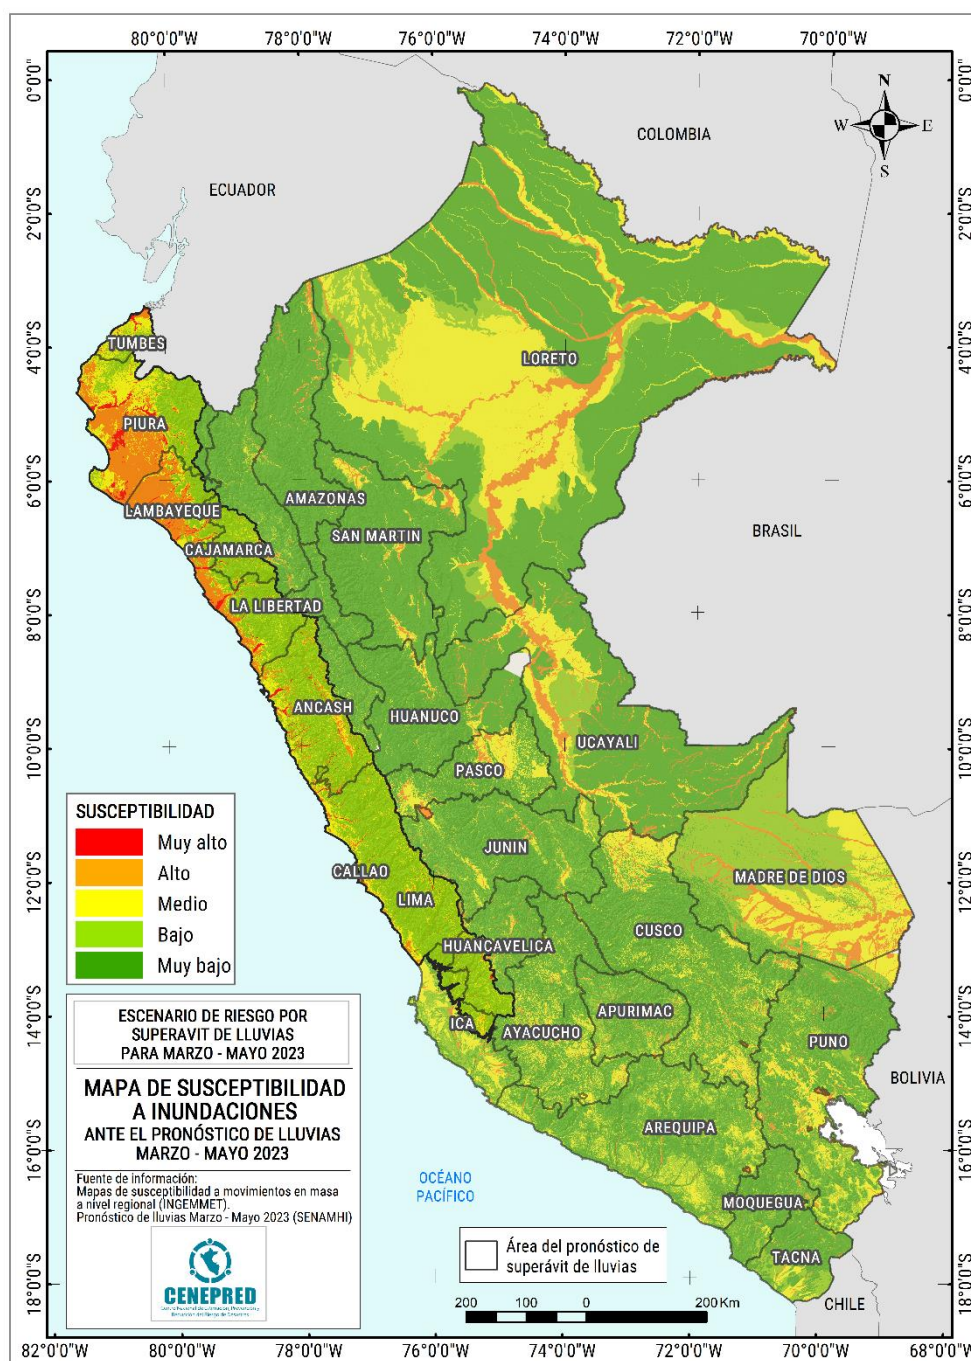 80°0'0"W 78°0'0"W 76°0'0"W 74°0'0"W 72°0'0"W 70°0'0"W
0°0'0"
2°0'0"S
4°0'0"S
6°0'0"S
8°0'0"S
10°0'0"S
12°0'0"S
14°0'0"S
16°0'0"S
18°0'0"S
N
W E
S
COLOMBIA
ECUADOR
TUMBES
LORETO
PIURA
AMAZONAS
LAMBAYEQUE
SAN MARTIN
BRASIL
CAJAMARCA
LA LIBERTAD
ANCASH
HUANUCO
UCAYALI
PASCO
JUNIN
CALLAO
MADRE DE DIOS
LIMA
CUSCO
HUANCAVELICA
APURIMAC
ICA
AYACUCHO
PUNO
BOLIVIA
AREQUIPA
MOQUEGUA
TACNA
CHILE
OCÉANO
PACÍFICO
SUSCEPTIBILIDAD
Muy alto
Alto
Medio
Bajo
Muy bajo
ESCENARIO DE RIESGO POR
SUPERAVIT DE LLUVIAS
PARA MARZO - MAYO 2023
MAPA DE SUSCEPTIBILIDAD
A INUNDACIONES
ANTE EL PRONÓSTICO DE LLUVIAS
MARZO - MAYO 2023
Fuente de información:
Mapas de susceptibilidad a movimientos en masa
a nivel regional (INGEMMET).
Pronóstico de lluvias Marzo - Mayo 2023 (SENAMHI)
CENEPRED
Centro Nacional de Estimación, Prevención y
Reducción del Riesgo de Desastres
Área del pronóstico de
superávit de lluvias
200 100 0 200 Km
0°0'0"
2°0'0"S
4°0'0"S
6°0'0"S
8°0'0"S
10°0'0"S
12°0'0"S
14°0'0"S
16°0'0"S
18°0'0"S
82°0'0"W 80°0'0"W 78°0'0"W 76°0'0"W 74°0'0"W 72°0'0"W 70°0'0"W 68°0'0"W